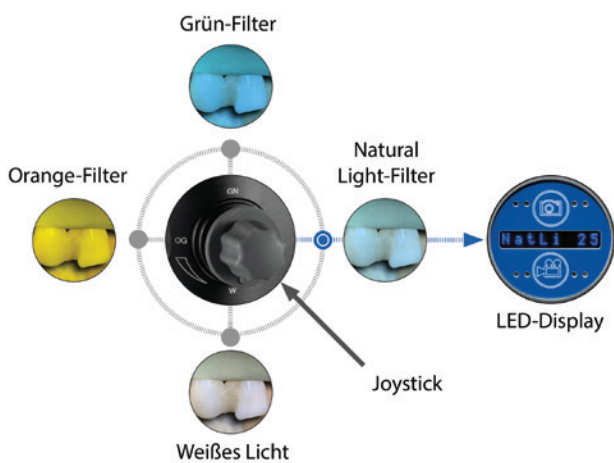 Grün-Filter
Orange-Filter
Natural
Light-Filter
GN
OG
W
NatLi 25
LED-Display
Joystick
Weißes Licht